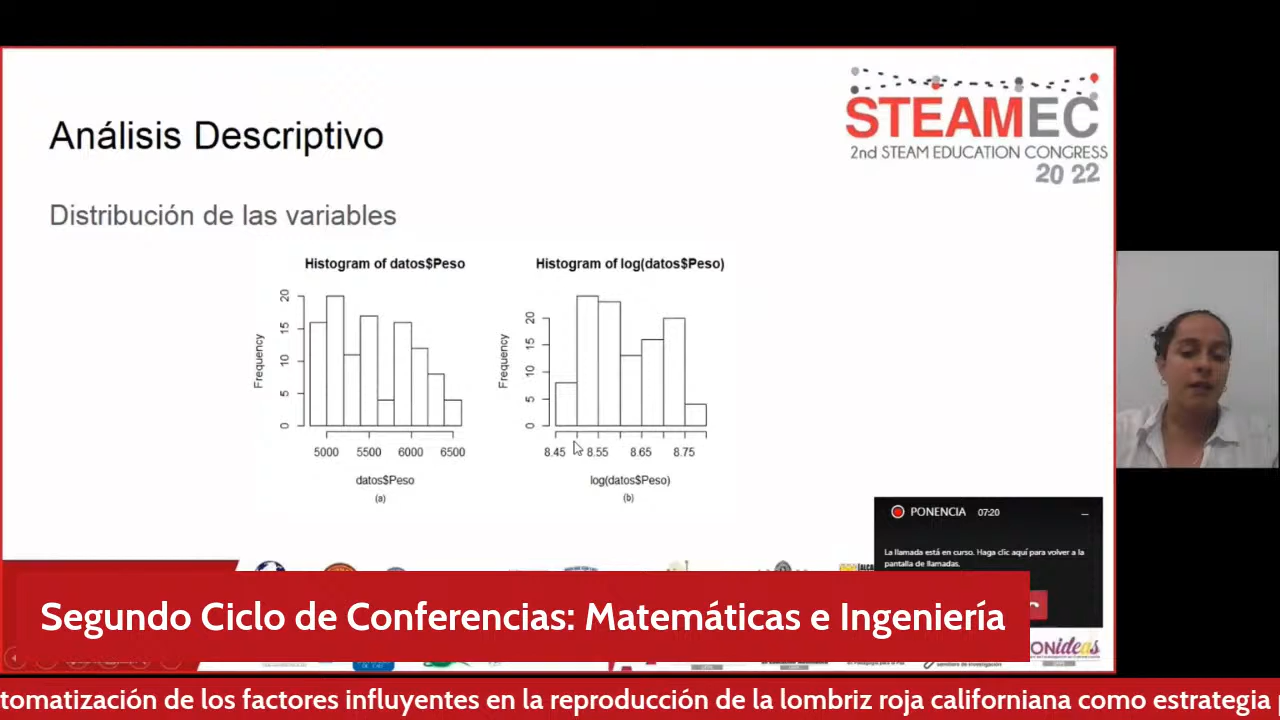 Análisis Descriptivo
STEAMEC
2nd STEAM EDUCATION CONGRESS
20 22
Distribución de las variables
Histogram of datos$Peso
Frequency
0
5
10
15
20
5000
5500
6000
6500
datos$Peso
(a)
Histogram of log(datos$Peso)
Frequency
0
5
10
15
20
8.45
8.55
8.65
8.75
log(datos$Peso)
(b)
PONENCIA 07:20
La llamada está en curso. Haga clic aquí para volver a la
pantalla de llamadas.
Segundo Ciclo de Conferencias: Matemáticas e Ingeniería
ONideas
tomatización de los factores influyentes en la reproducción de la lombriz roja californiana como estrategia